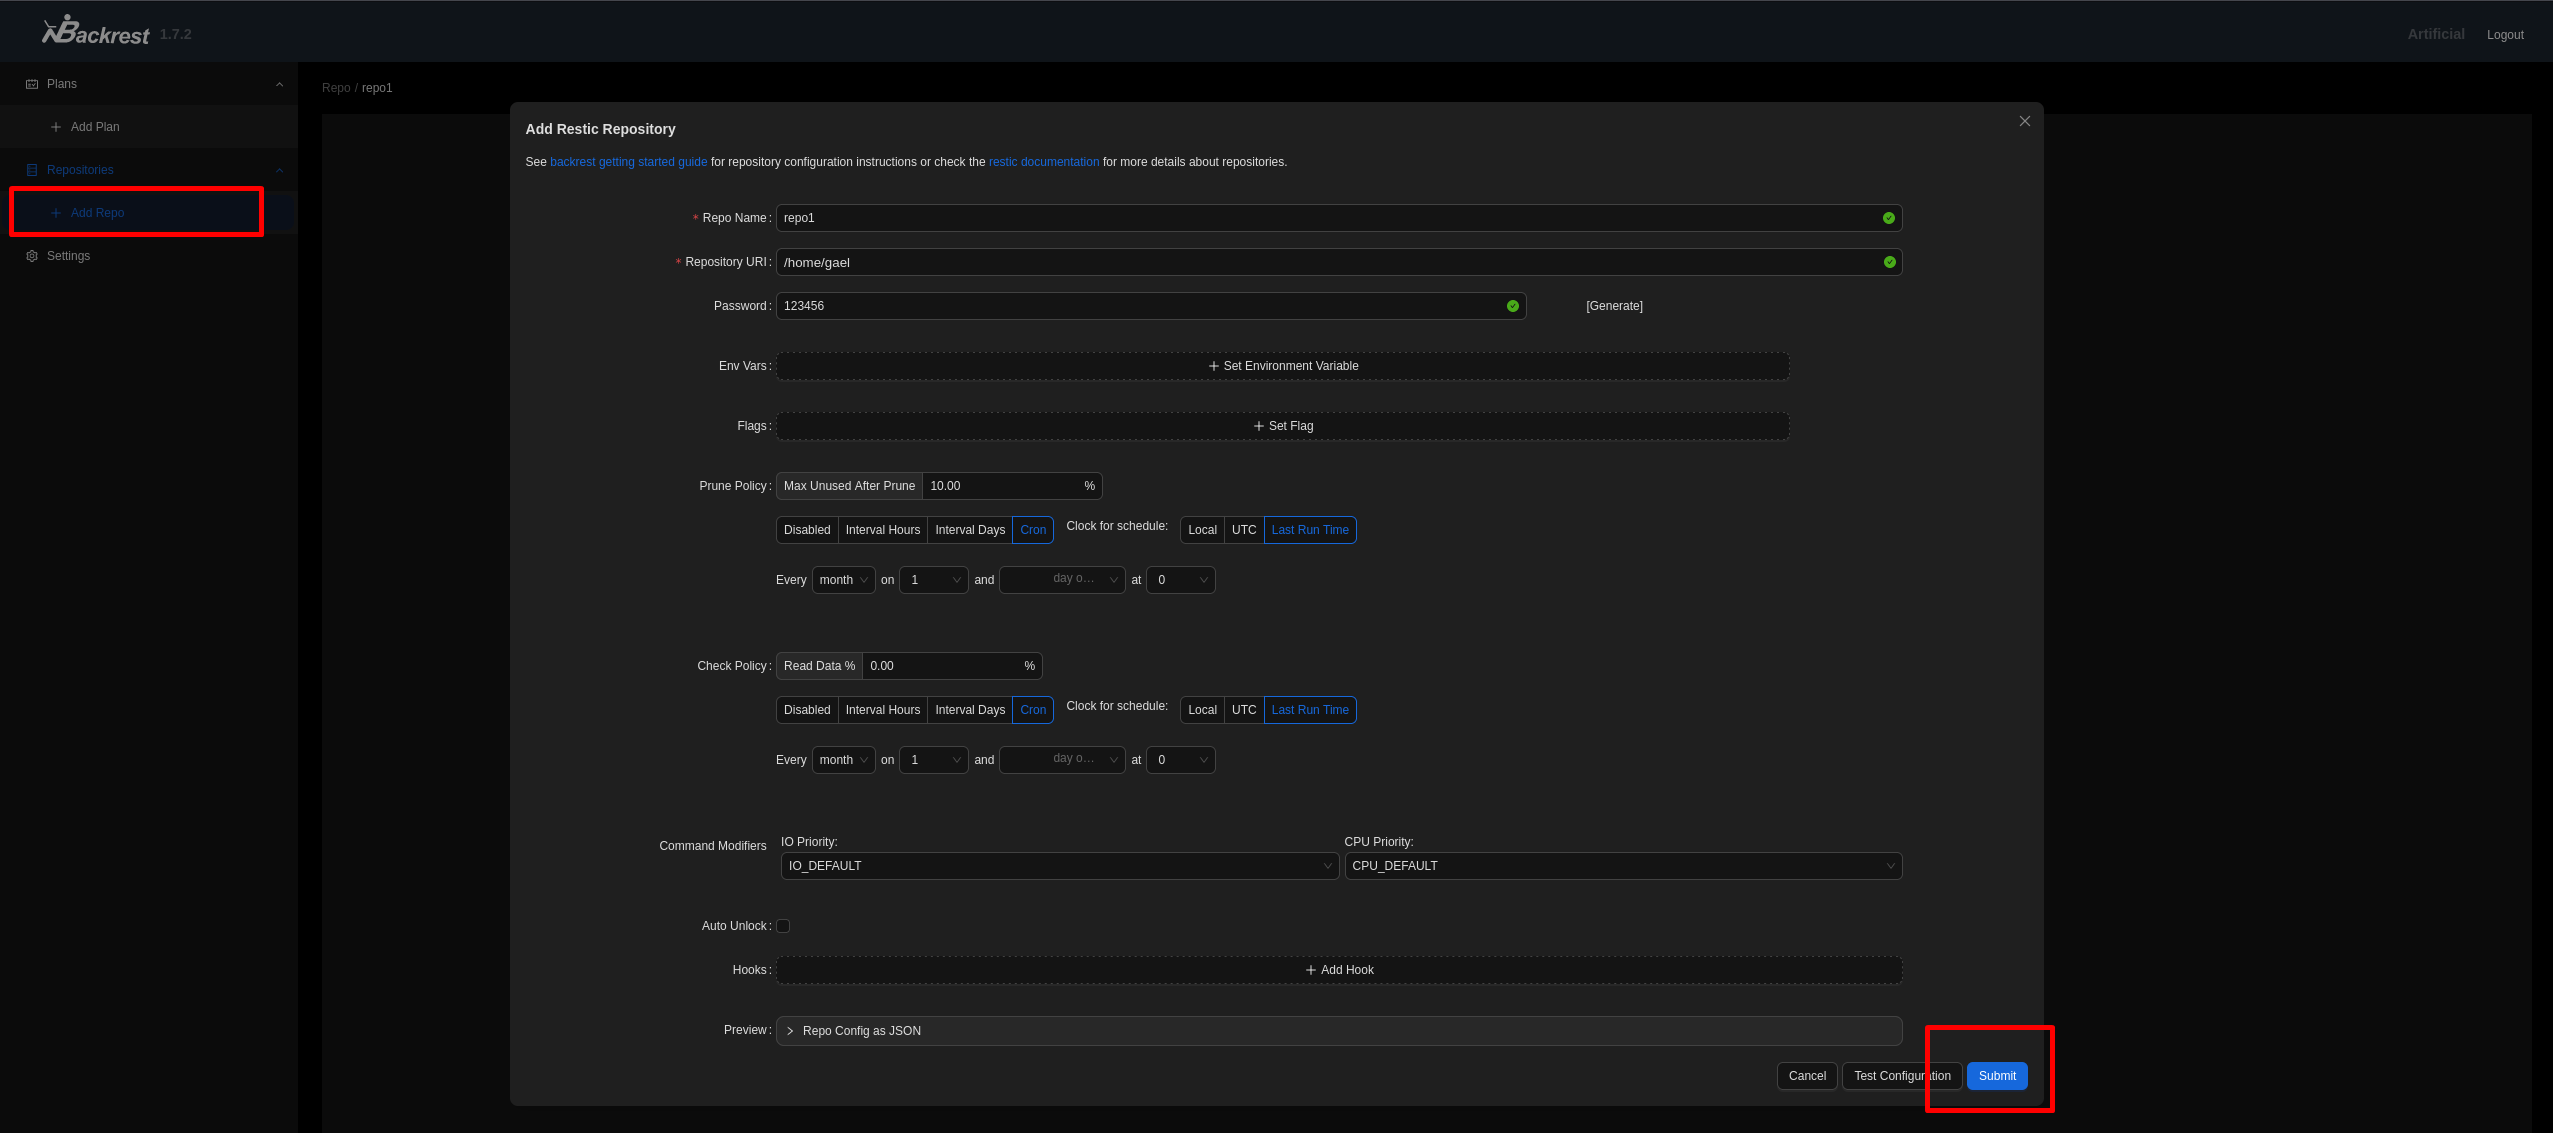 Backrest 1.7.2
Artificial Logout
Plans
Add Plan
Repositories
Add Repo
Settings
Repo / repo1
Add Restic Repository
See backrest getting started guide for repository configuration instructions or check the restic documentation for more details about repositories.
* Repo Name : repo1
* Repository URI : /home/gael
Password : 123456 [Generate]
Env Vars : + Set Environment Variable
Flags : + Set Flag
Prune Policy : Max Unused After Prune 10.00 %
Disabled Interval Hours Interval Days Cron Clock for schedule: Local UTC Last Run Time
Every month on 1 and day o... at 0
Check Policy : Read Data % 0.00 %
Disabled Interval Hours Interval Days Cron Clock for schedule: Local UTC Last Run Time
Every month on 1 and day o... at 0
Command Modifiers IO Priority: CPU Priority:
IO_DEFAULT CPU_DEFAULT
Auto Unlock :
Hooks : + Add Hook
Preview : Repo Config as JSON
Cancel Test Configuration Submit